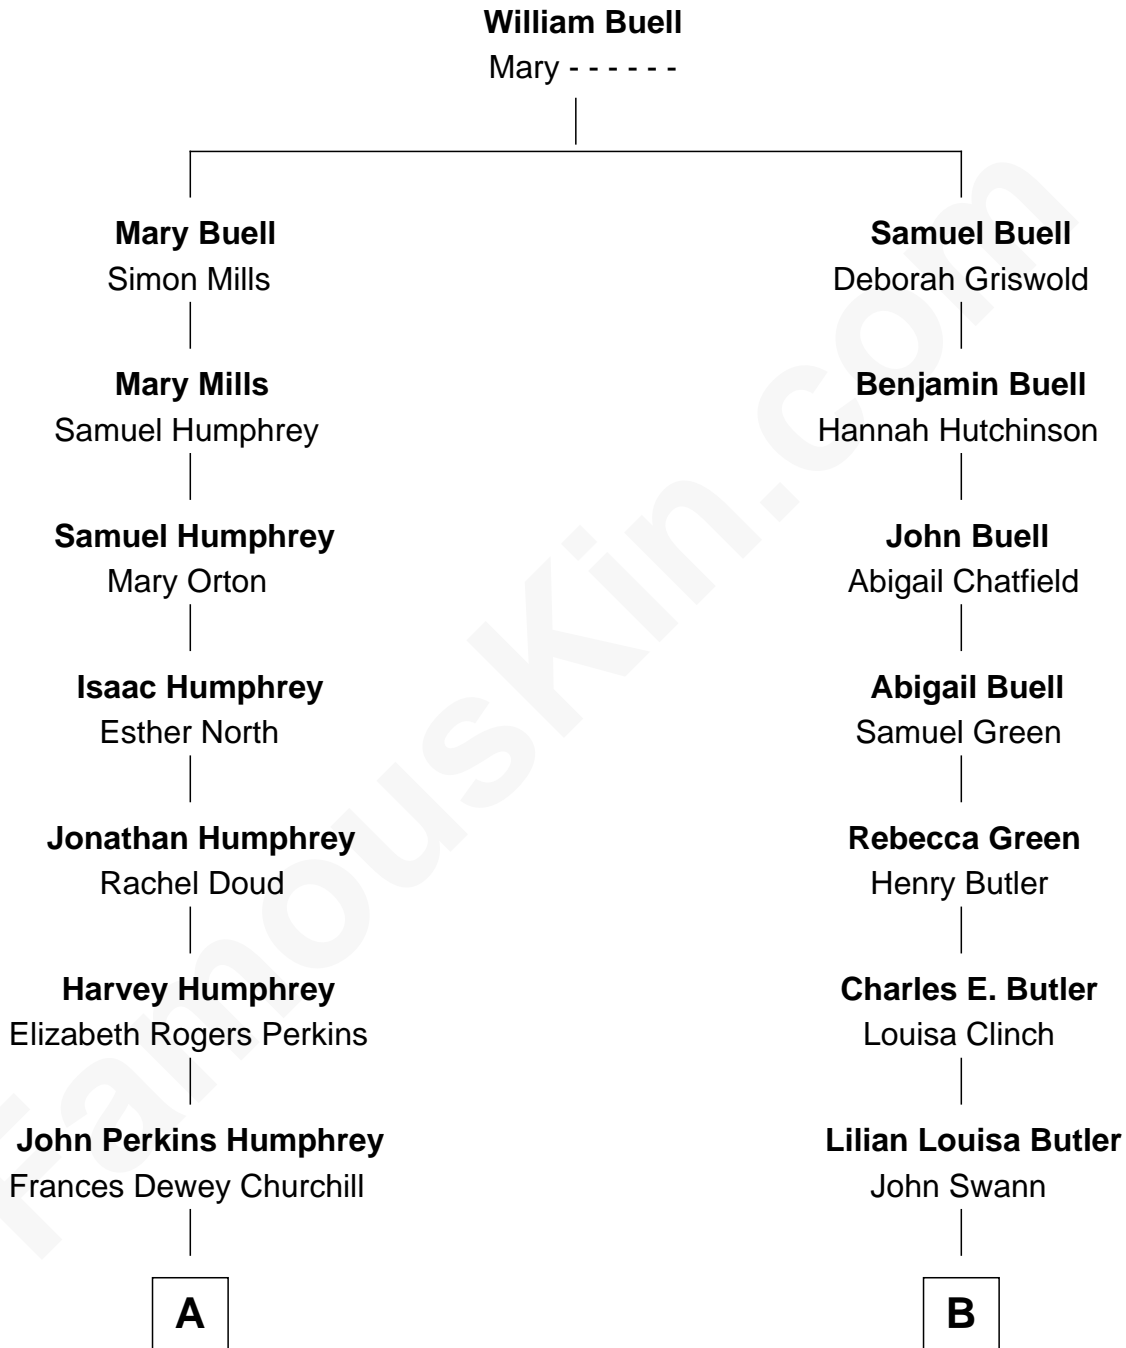 William Buell
Mary - - - - - -
Mary Buell
Simon Mills
Samuel Buell
Deborah Griswold
Mary Mills
Samuel Humphrey
Benjamin Buell
Hannah Hutchinson
Samuel Humphrey
Mary Orton
John Buell
Abigail Chatfield
Isaac Humphrey
Esther North
Abigail Buell
Samuel Green
Jonathan Humphrey
Rachel Doud
Rebecca Green
Henry Butler
Harvey Humphrey
Elizabeth Rogers Perkins
Charles E. Butler
Louisa Clinch
John Perkins Humphrey
Frances Dewey Churchill
Lilian Louisa Butler
John Swann
A
B
FamousKin.com